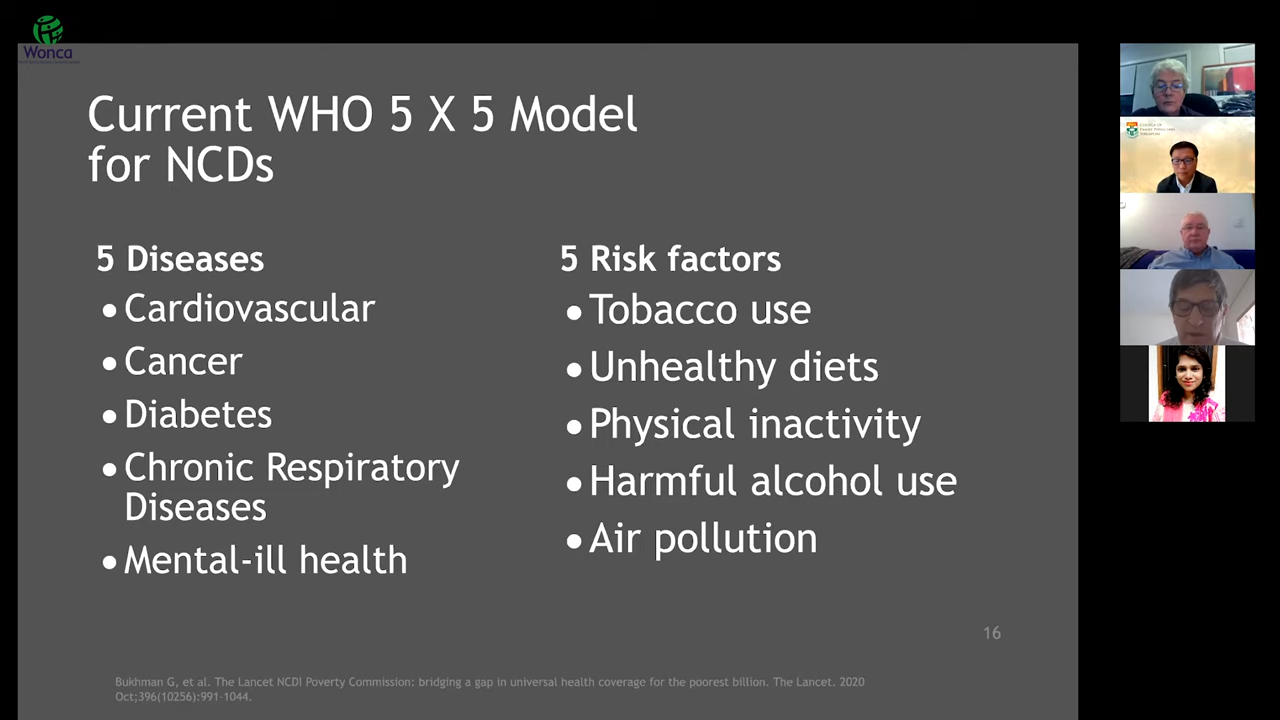 Wonca
Current WHO 5 X 5 Model
for NCDs
5 Diseases
• Cardiovascular
• Cancer
• Diabetes
• Chronic Respiratory
Diseases
• Mental-ill health
5 Risk factors
• Tobacco use
• Unhealthy diets
• Physical inactivity
• Harmful alcohol use
• Air pollution
16
Bukhman G, et al. The Lancet NCDI Poverty Commission: bridging a gap in universal health coverage for the poorest billion. The Lancet. 2020
Oct;396(10256):991-1044.